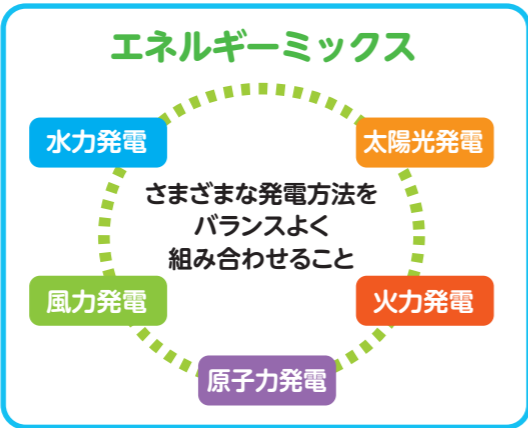 エネルギーミックス
水力発電
太陽光発電
さまざまな発電方法を
バランスよく
組み合わせること
風力発電
火力発電
原子力発電